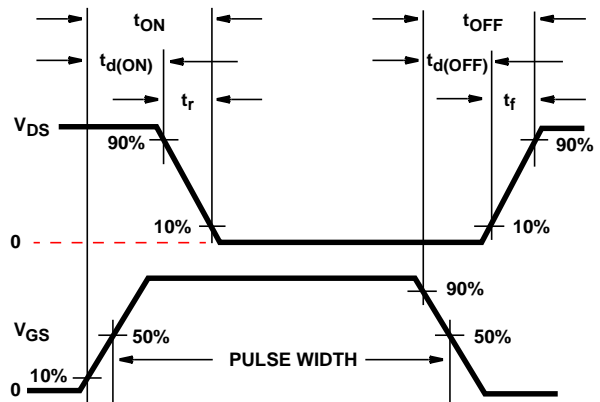 tON tOFF
td(ON) td(OFF)
tr tf
VDS
90% 90%
10% 10%
0
90%
VGS 50% 50%
PULSE WIDTH
10%
0